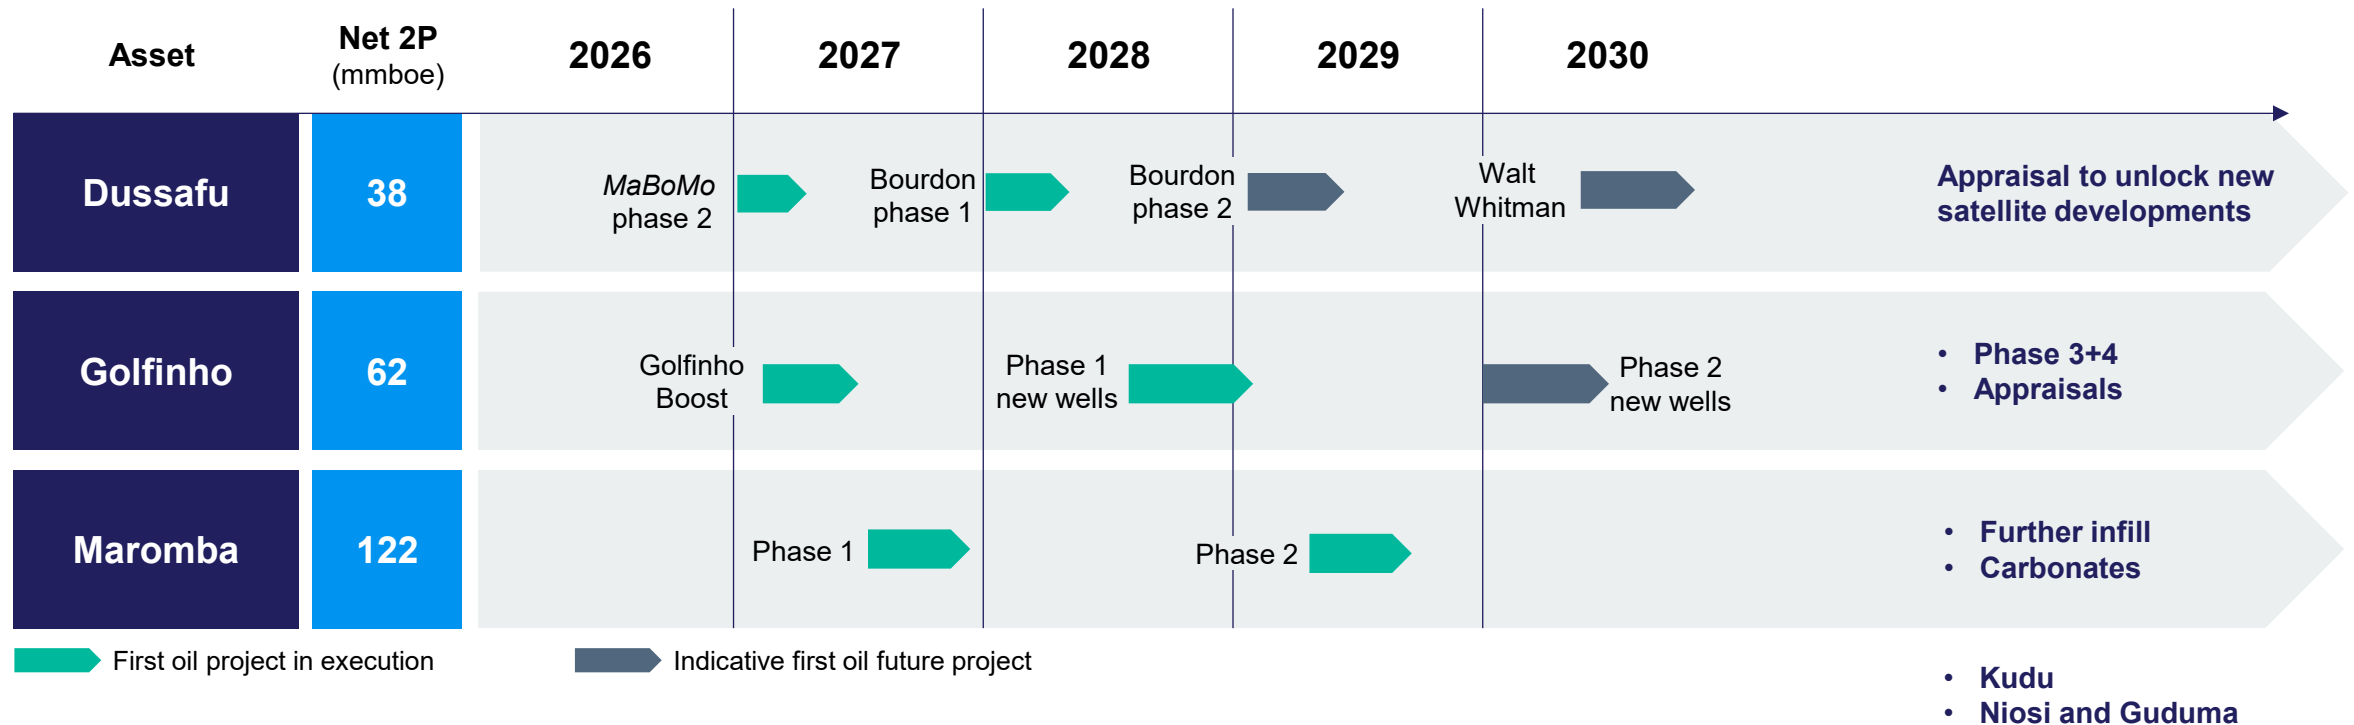 Asset
Net 2P
(mmboe)
2026
2027
2028
2029
2030
Dussafu
38
MaBoMo
phase 2
Bourdon
phase 1
Bourdon
phase 2
Walt
Whitman
Appraisal to unlock new
satellite developments
Golfinho
62
Golfinho
Boost
Phase 1
new wells
Phase 2
new wells
• Phase 3+4
• Appraisals
Maromba
122
Phase 1
Phase 2
• Further infill
• Carbonates
First oil project in execution
Indicative first oil future project
• Kudu
• Niosi and Guduma